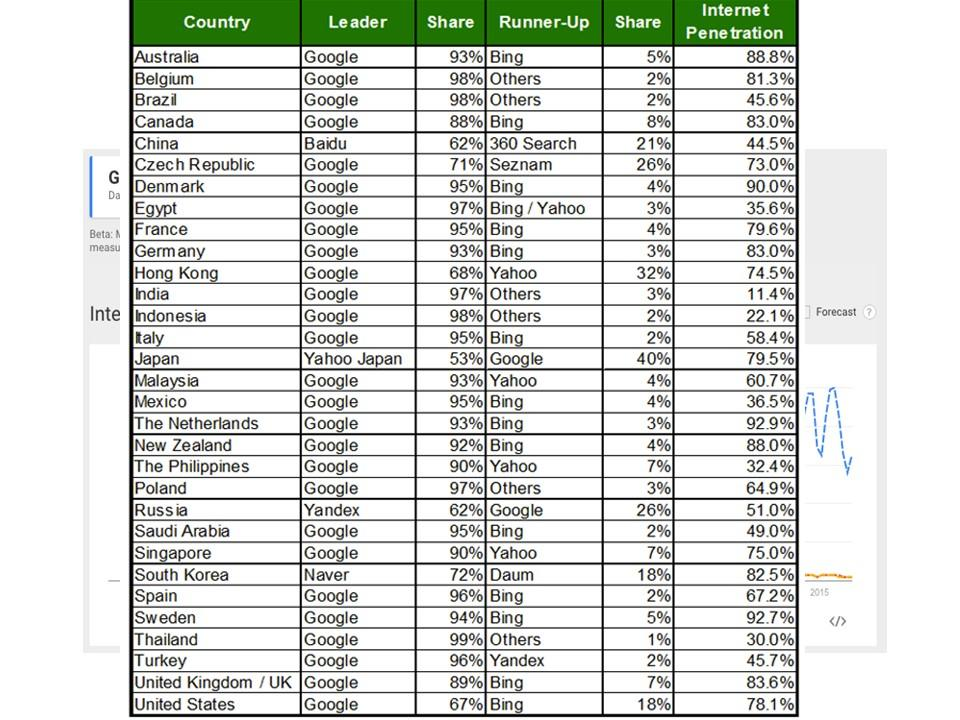 Country Leader Share Runner-Up Share Internet Penetration
Australia Google 93% Bing 5% 88.8%
Belgium Google 98% Others 2% 81.3%
Brazil Google 98% Others 2% 45.6%
Canada Google 88% Bing 8% 83.0%
China Baidu 62% 360 Search 21% 44.5%
Czech Republic Google 71% Seznam 26% 73.0%
Denmark Google 95% Bing 4% 90.0%
Egypt Google 97% Bing / Yahoo 3% 35.6%
France Google 95% Bing 4% 79.6%
Germany Google 93% Bing 3% 83.0%
Hong Kong Google 68% Yahoo 32% 74.5%
India Google 97% Others 3% 11.4%
Indonesia Google 98% Others 2% 22.1%
Italy Google 95% Bing 2% 58.4%
Japan Yahoo Japan 53% Google 40% 79.5%
Malaysia Google 93% Yahoo 4% 60.7%
Mexico Google 95% Bing 4% 36.5%
The Netherlands Google 93% Bing 3% 92.9%
New Zealand Google 92% Bing 4% 88.0%
The Philippines Google 90% Yahoo 7% 32.4%
Poland Google 97% Others 3% 64.9%
Russia Yandex 62% Google 26% 51.0%
Saudi Arabia Google 95% Bing 2% 49.0%
Singapore Google 90% Yahoo 7% 75.0%
South Korea Naver 72% Daum 18% 82.5%
Spain Google 96% Bing 2% 67.2%
Sweden Google 94% Bing 5% 92.7%
Thailand Google 99% Others 1% 30.0%
Turkey Google 96% Yandex 2% 45.7%
United Kingdom / UK Google 89% Bing 7% 83.6%
United States Google 67% Bing 18% 78.1%
G
Da
Beta: M
measu
Inte
Forecast ?
2015
</>